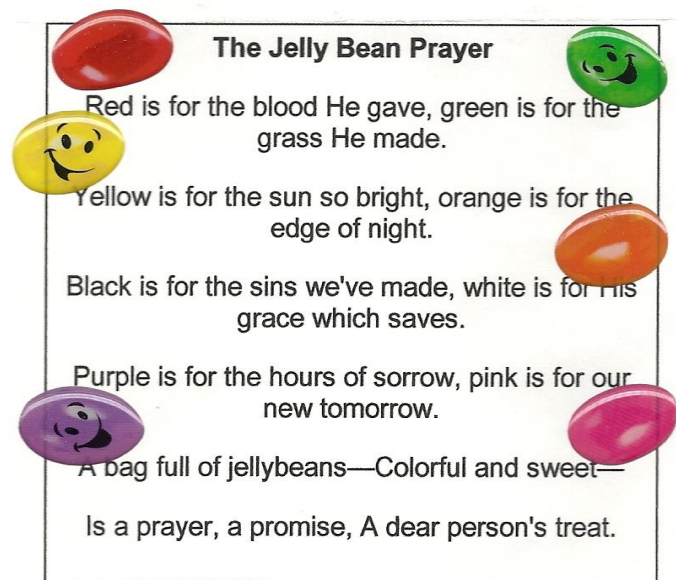 The Jelly Bean Prayer
Red is for the blood He gave, green is for the
grass He made.
Yellow is for the sun so bright, orange is for the
edge of night.
Black is for the sins we've made, white is for His
grace which saves.
Purple is for the hours of sorrow, pink is for our
new tomorrow.
A bag full of jellybeans—Colorful and sweet—
Is a prayer, a promise, A dear person's treat.